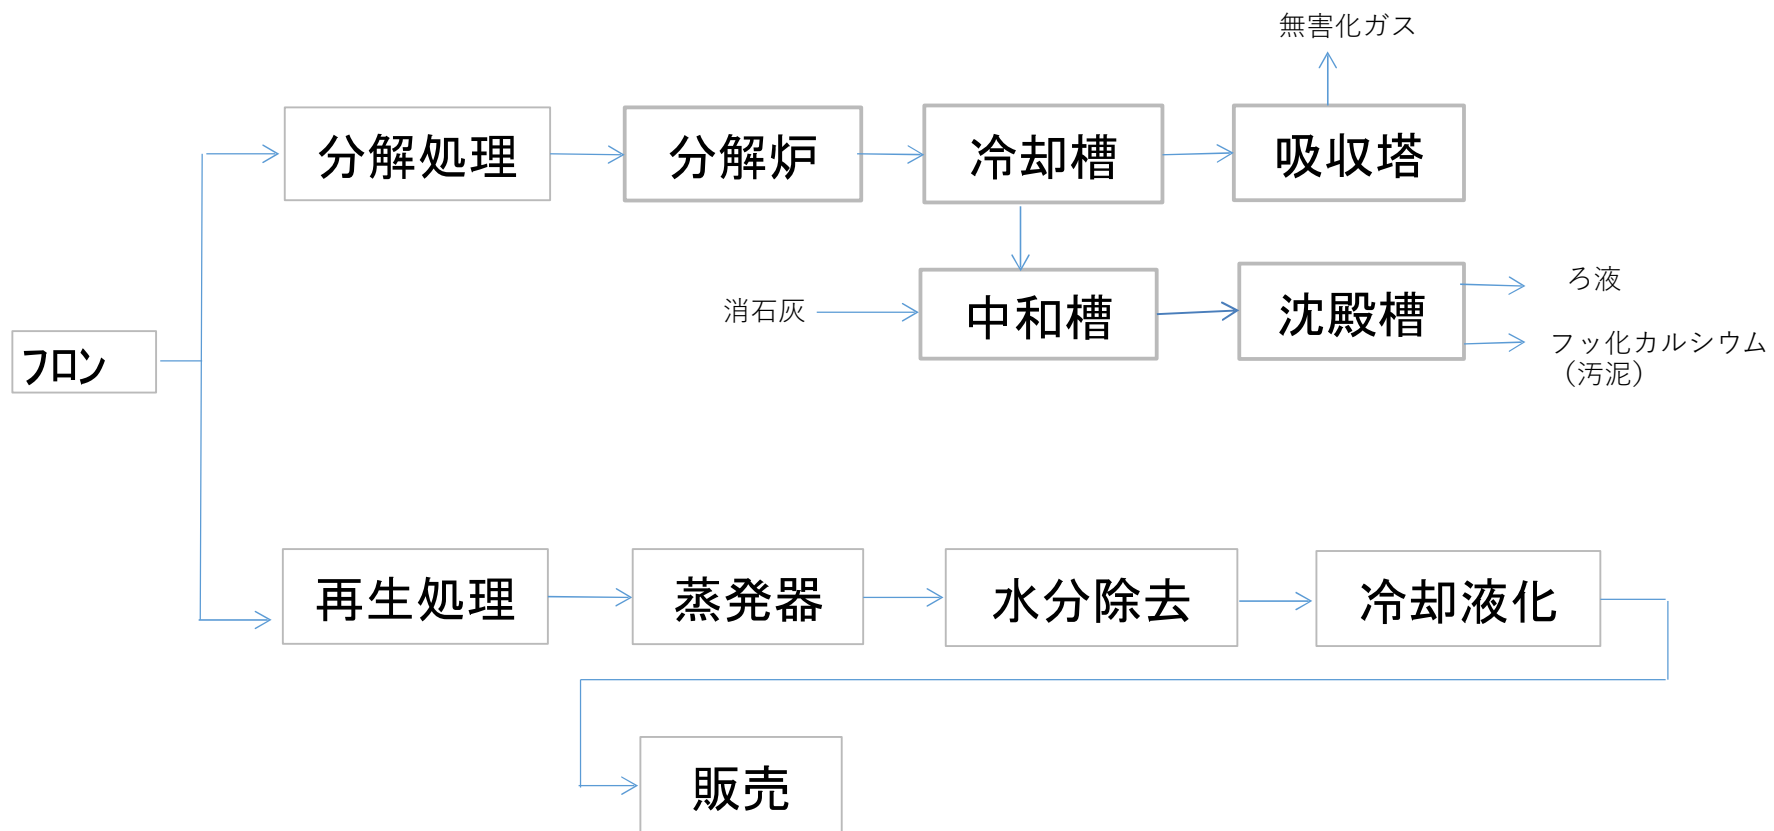 無害化ガス
分解処理
分解炉
冷却槽
吸収塔
消石灰
中和槽
沈殿槽
ろ液
フッ化カルシウム
（汚泥）
フロン
再生処理
蒸発器
水分除去
冷却液化
販売